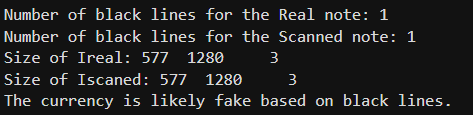 Number of black lines for the Real note: 1
Number of black lines for the Scanned note: 1
Size of Ireal: 577  1280     3
Size of Iscaned: 577  1280     3
The currency is likely fake based on black lines.